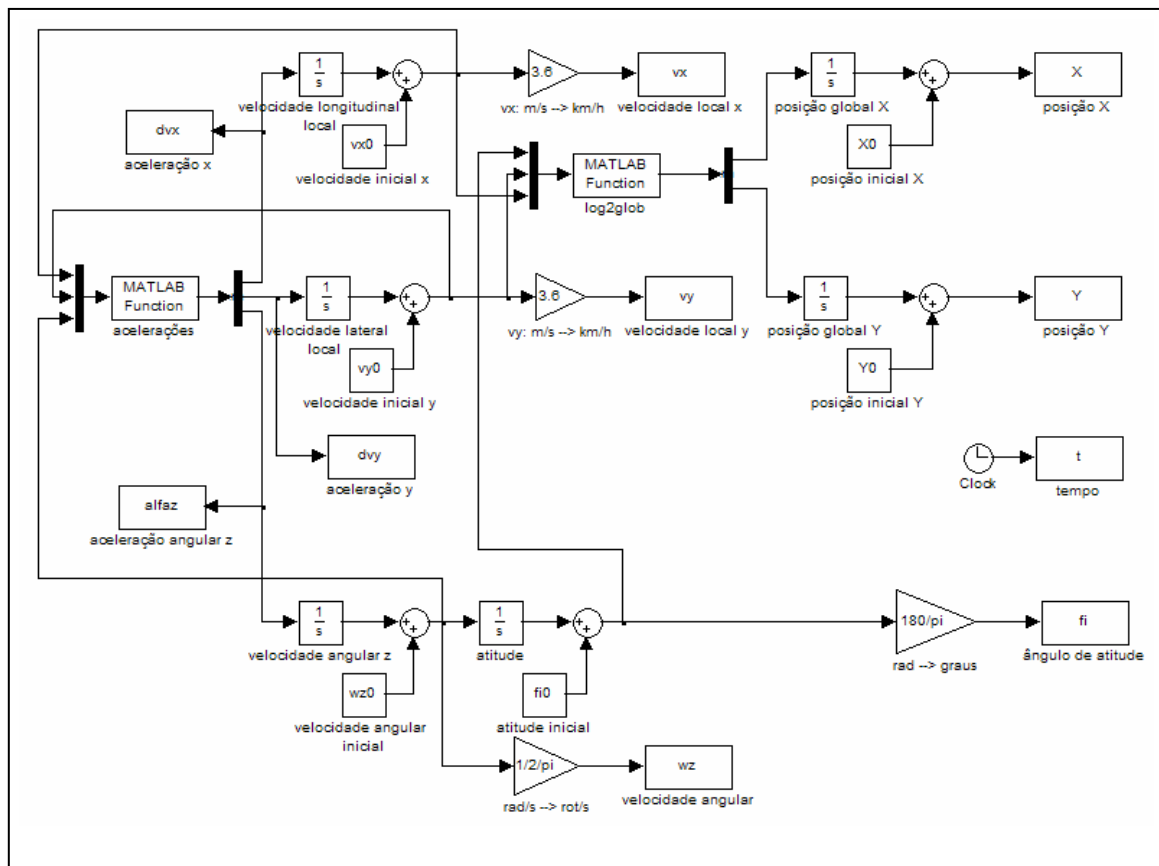 1
s
velocidade longitudinal
local
+
+
3.6
vx: m/s --> km/h
vx
velocidade local x
1
s
posição global X
+
+
X
posição X
dvx
aceleração x
vx0
velocidade inicial x
MATLAB
Function
log2glob
X0
posição inicial X
MATLAB
Function
acelerações
1
s
velocidade lateral
local
+
+
3.6
vy: m/s --> km/h
vy
velocidade local y
1
s
posição global Y
+
+
Y
posição Y
vy0
velocidade inicial y
Y0
posição inicial Y
dvy
aceleração y
Clock
t
tempo
alfaz
aceleração angular z
1
s
velocidade angular z
+
+
1
s
atitude
+
+
180/pi
rad --> graus
fi
ângulo de atitude
wz0
velocidade angular
inicial
fi0
atitude inicial
1/2/pi
rad/s --> rot/s
wz
velocidade angular